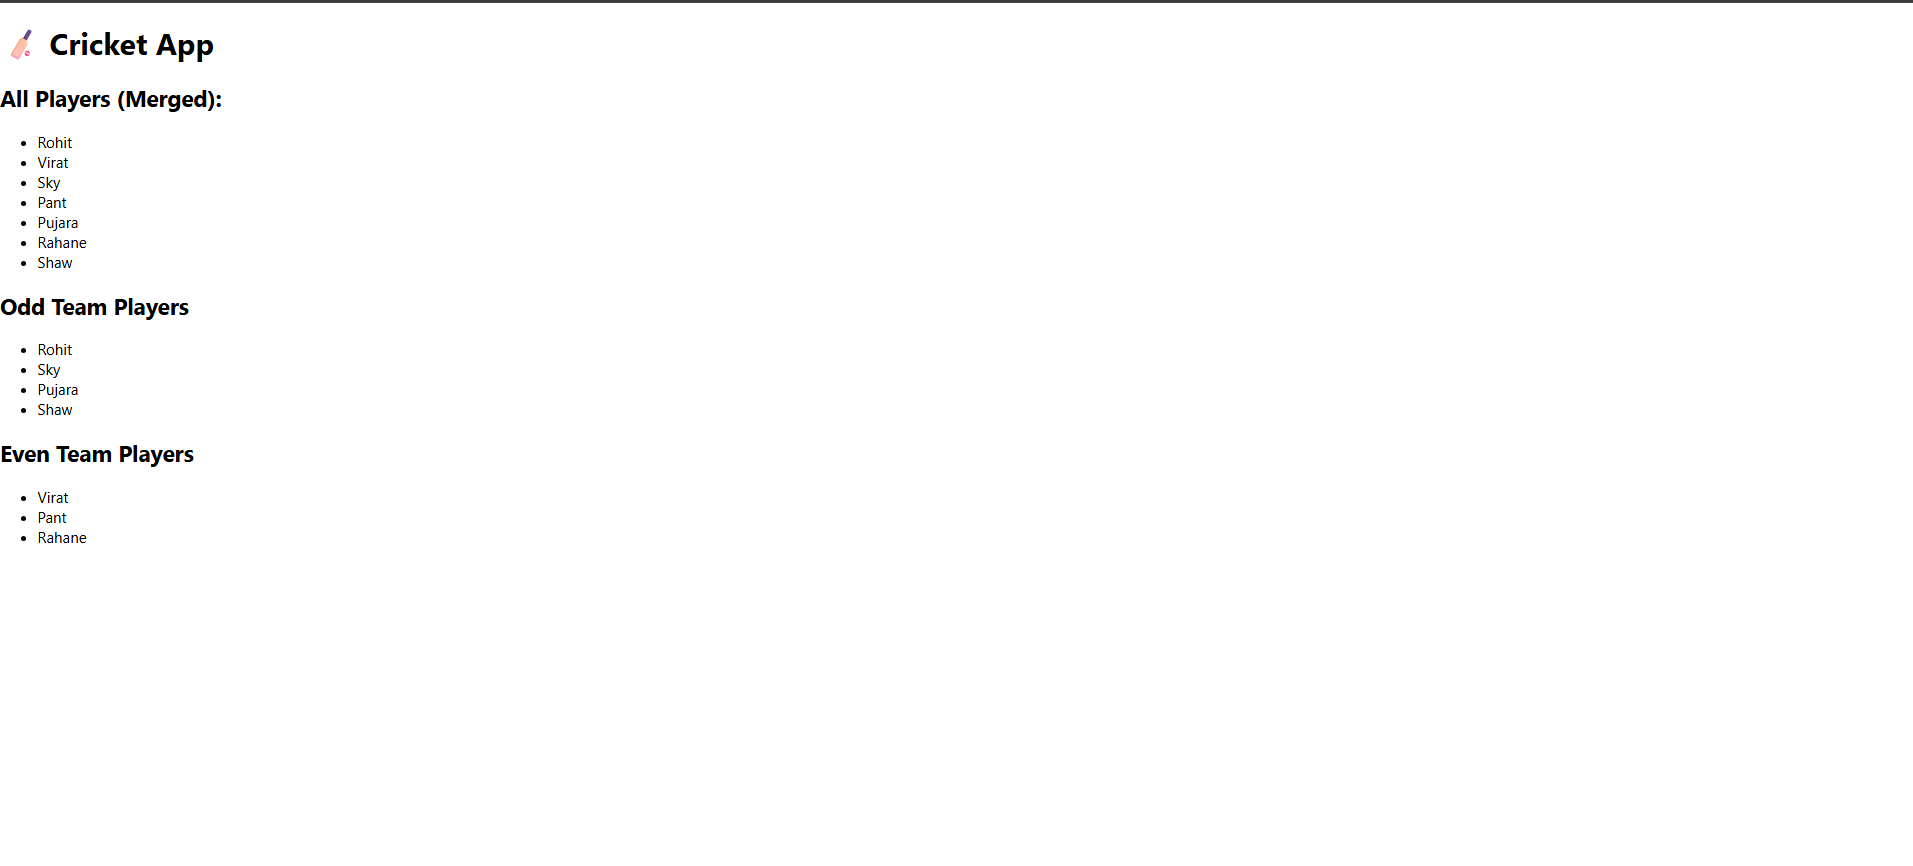 Cricket App
All Players (Merged):
Rohit
Virat
Sky
Pant
Pujara
Rahane
Shaw
Odd Team Players
Rohit
Sky
Pujara
Shaw
Even Team Players
Virat
Pant
Rahane